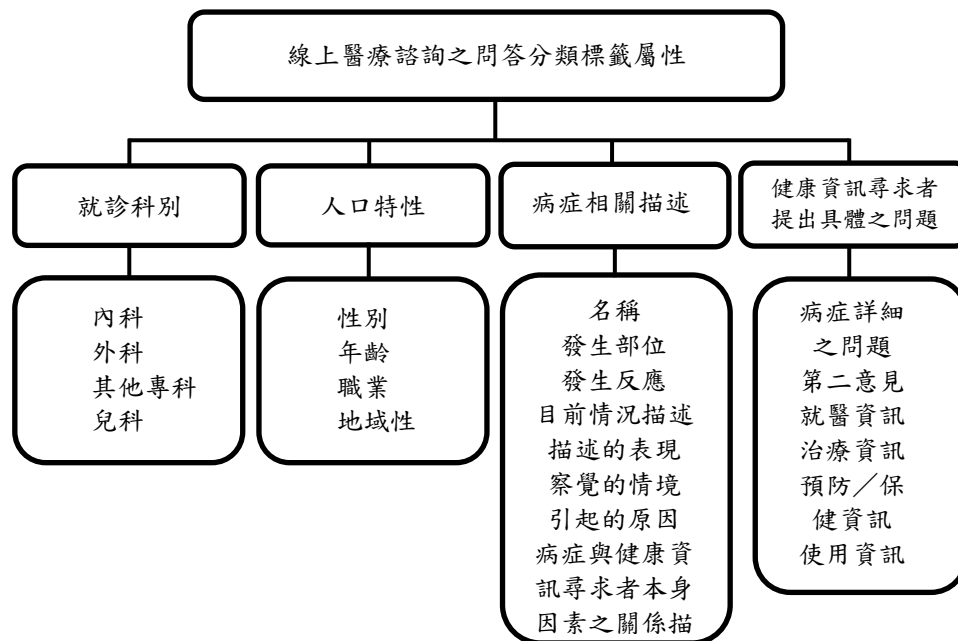 線上醫療諮詢之問答分類標籤屬性
就診科別
人口特性
病症相關描述
健康資訊尋求者
提出具體之問題
內科
外科
其他專科
兒科
性別
年齡
職業
地域性
名稱
發生部位
發生反應
目前情況描述
描述的表現
察覺的情境
引起的原因
病症與健康資
訊尋求者本身
因素之關係描
病症詳細
之問題
第二意見
就醫資訊
治療資訊
預防／保
健資訊
使用資訊